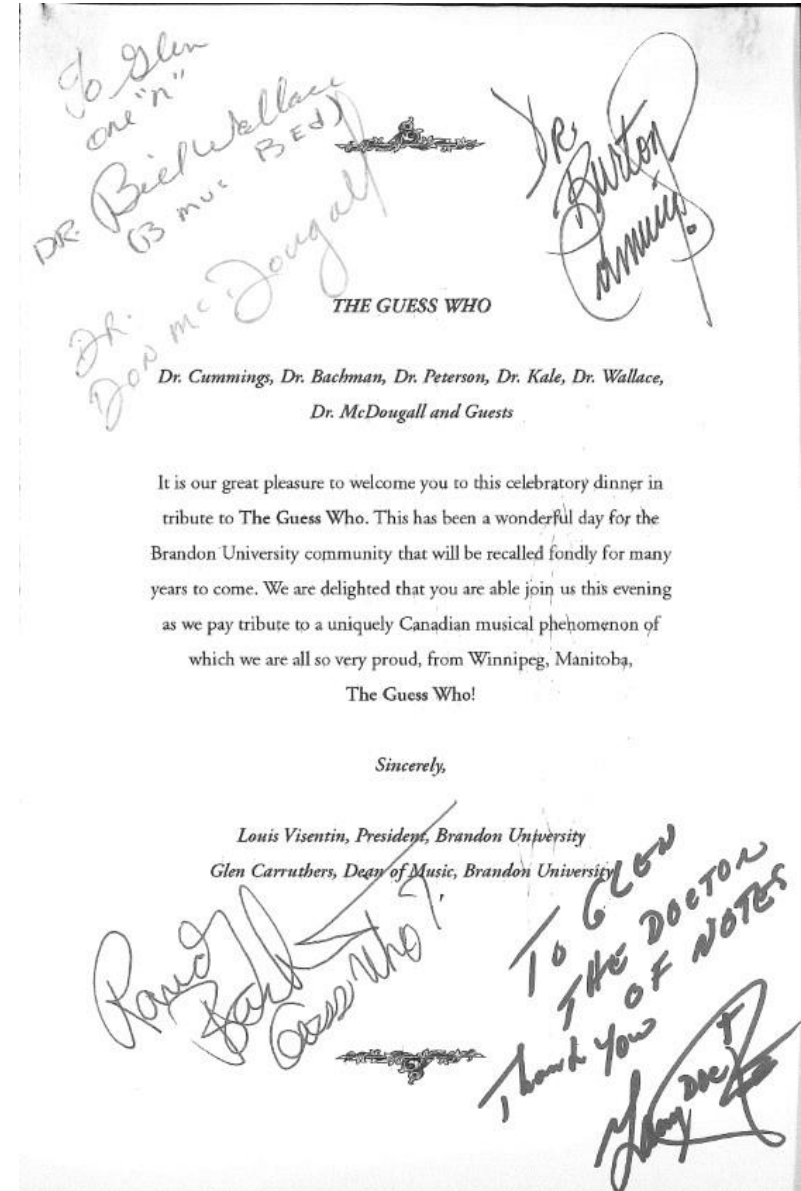 To Glen
one "n"
DR. Bill Wallace
(B MUS BEd)
DR.
DON McDougall
DR.
Burton
Cummings
THE GUESS WHO
Dr. Cummings, Dr. Bachman, Dr. Peterson, Dr. Kale, Dr. Wallace,
Dr. McDougall and Guests
It is our great pleasure to welcome you to this celebratory dinner in
tribute to The Guess Who. This has been a wonderful day for the
Brandon University community that will be recalled fondly for many
years to come. We are delighted that you are able join us this evening
as we pay tribute to a uniquely Canadian musical phenomenon of
which we are all so very proud, from Winnipeg, Manitoba,
The Guess Who!
Sincerely,
Louis Visentin, President, Brandon University
Glen Carruthers, Dean of Music, Brandon University
Guess Who?
TO GLEN
THE DOCTOR
OF NOTES
Thank You